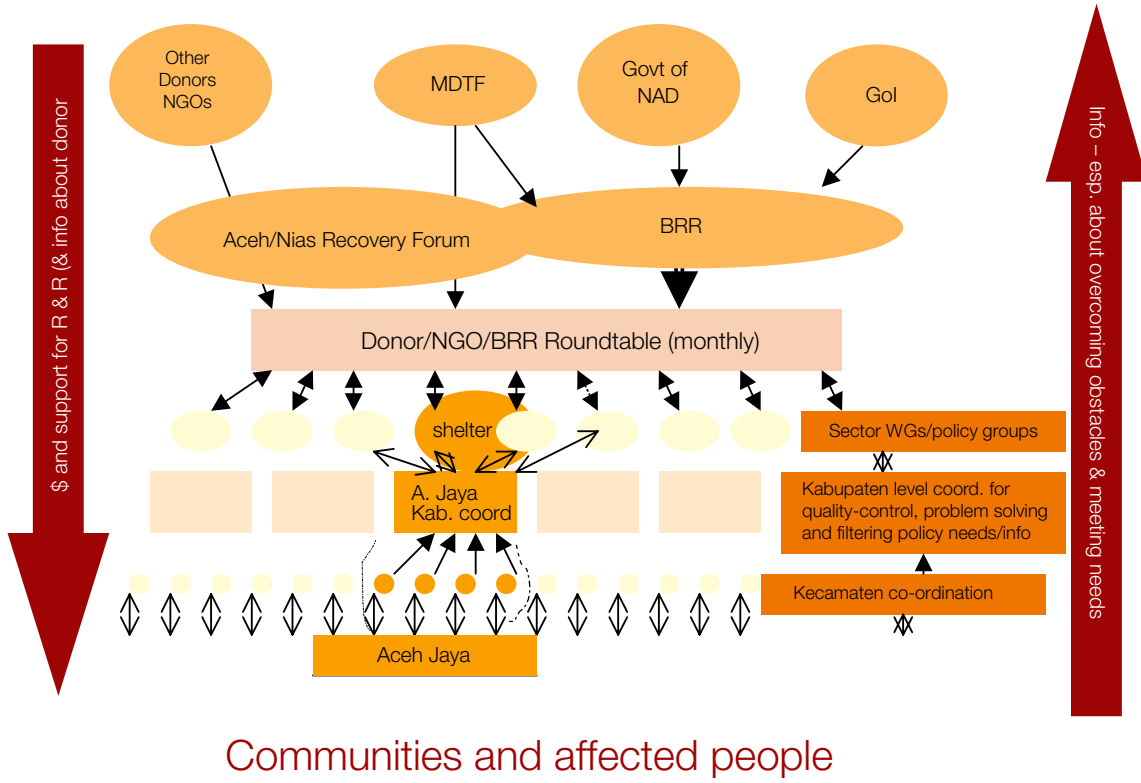 Other
Donors
NGOs
MDTF
Govt of
NAD
GoI
$ and support for R & R (& info about donor
Info – esp. about overcoming obstacles & meeting needs
Aceh/Nias Recovery Forum
BRR
Donor/NGO/BRR Roundtable (monthly)
shelter
Sector WGs/policy groups
A. Jaya
Kab. coord
Kabupaten level coord. for
quality-control, problem solving
and filtering policy needs/info
Kecamaten co-ordination
Aceh Jaya
Communities and affected people